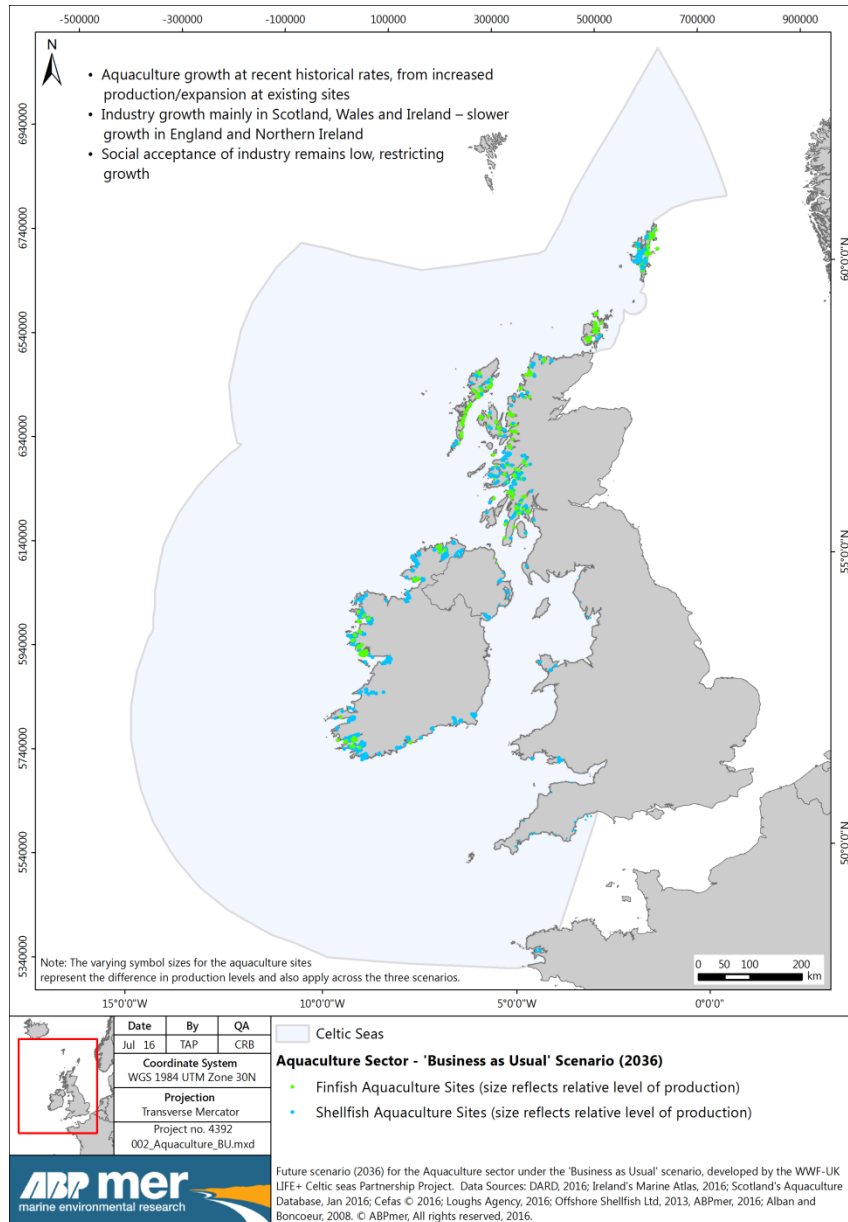 -500000 -300000 -100000 100000 300000 500000 700000 900000
N
• Aquaculture growth at recent historical rates, from increased
production/expansion at existing sites
• Industry growth mainly in Scotland, Wales and Ireland – slower
growth in England and Northern Ireland
• Social acceptance of industry remains low, restricting
growth
6940000
6740000
6540000
6340000
6140000
5940000
5740000
5540000
5340000
60°0'0"N
55°0'0"N
50°0'0"N
Note: The varying symbol sizes for the aquaculture sites
represent the difference in production levels and also apply across the three scenarios.
0 50 100 200
km
15°0'0"W 10°0'0"W 5°0'0"W 0°0'0"
Date By QA
Jul 16 TAP CRB
Coordinate System
WGS 1984 UTM Zone 30N
Projection
Transverse Mercator
Project no. 4392
002_Aquaculture_BU.mxd
ABPmer
marine environmental research
Celtic Seas
Aquaculture Sector - 'Business as Usual' Scenario (2036)
Finfish Aquaculture Sites (size reflects relative level of production)
Shellfish Aquaculture Sites (size reflects relative level of production)
Future scenario (2036) for the Aquaculture sector under the 'Business as Usual' scenario, developed by the WWF-UK
LIFE+ Celtic seas Partnership Project. Data Sources: DARD, 2016; Ireland's Marine Atlas, 2016; Scotland's Aquaculture
Database, Jan 2016; Cefas © 2016; Loughs Agency, 2016; Offshore Shellfish Ltd, 2013, ABPmer, 2016; Alban and
Boncoeur, 2008. © ABPmer, All rights reserved, 2016.